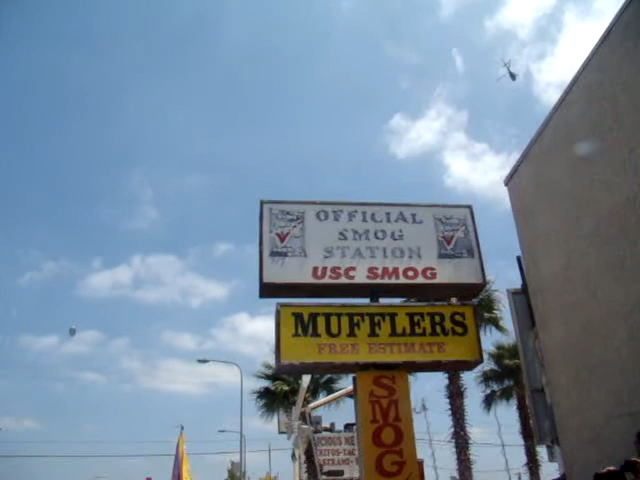 OFFICIAL
SMOG
STATION
USC SMOG
MUFFLERS
FREE ESTIMATE
SMOG